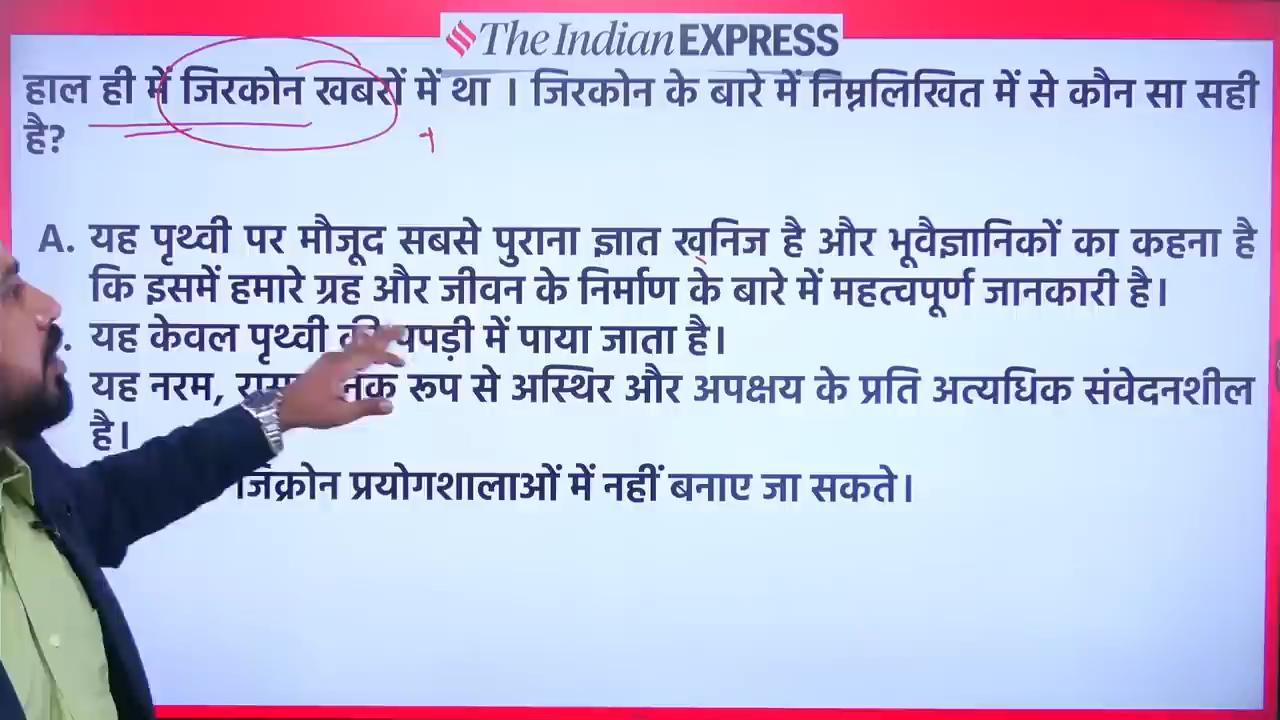 The Indian EXPRESS
हाल ही में जिरकोन खबरों में था । जिरकोन के बारे में निम्नलिखित में से कौन सा सही
है?
A. यह पृथ्वी पर मौजूद सबसे पुराना ज्ञात खनिज है और भूवैज्ञानिकों का कहना है
कि इसमें हमारे ग्रह और जीवन के निर्माण के बारे में महत्वपूर्ण जानकारी है।
यह केवल पृथ्वी की पपड़ी में पाया जाता है।
यह नरम, रूप से अस्थिर और अपक्षय के प्रति अत्यधिक संवेदनशील
है।
जिक्रोन प्रयोगशालाओं में नहीं बनाए जा सकते।